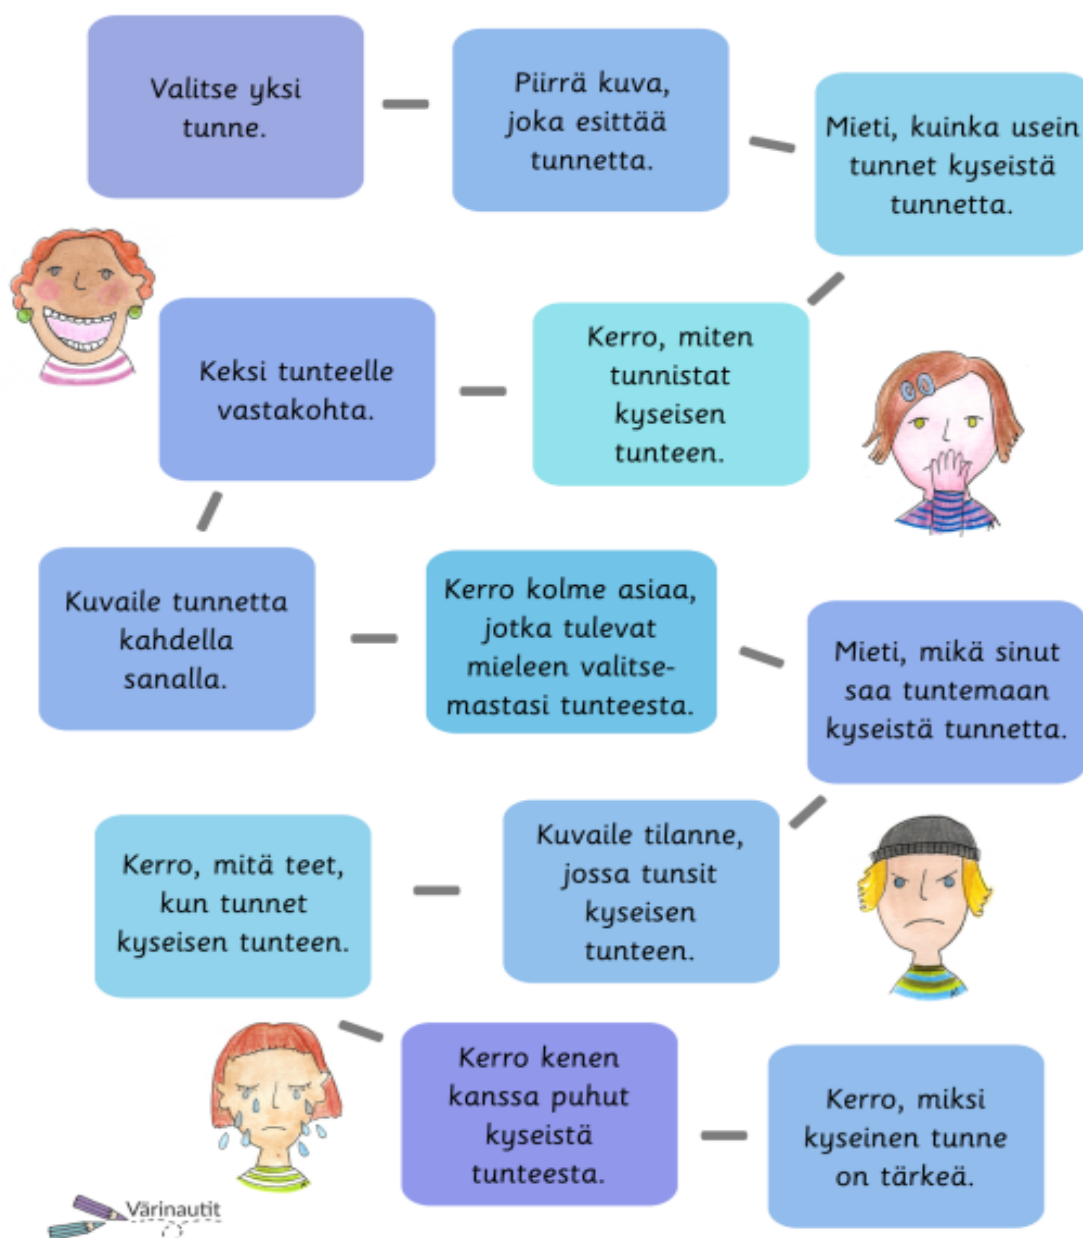 Valitse yksi
tunne.
Piirrä kuva,
joka esittää
tunnetta.
Mieti, kuinka usein
tunnet kyseistä
tunnetta.
Kerro, miten
tunnistat
kyseisen
tunteen.
Keksi tunteelle
vastakohta.
Kuvaile tunnetta
kahdella
sanalla.
Kerro kolme asiaa,
jotka tulevat
mieleen valitse-
mastasi tunteesta.
Mieti, mikä sinut
saa tuntemaan
kyseistä tunnetta.
Kuvaile tilanne,
jossa tunsit
kyseisen
tunteen.
Kerro, mitä teet,
kun tunnet
kyseisen tunteen.
Kerro kenen
kanssa puhut
kyseistä
tunteesta.
Kerro, miksi
kyseinen tunne
on tärkeä.
Värinautit